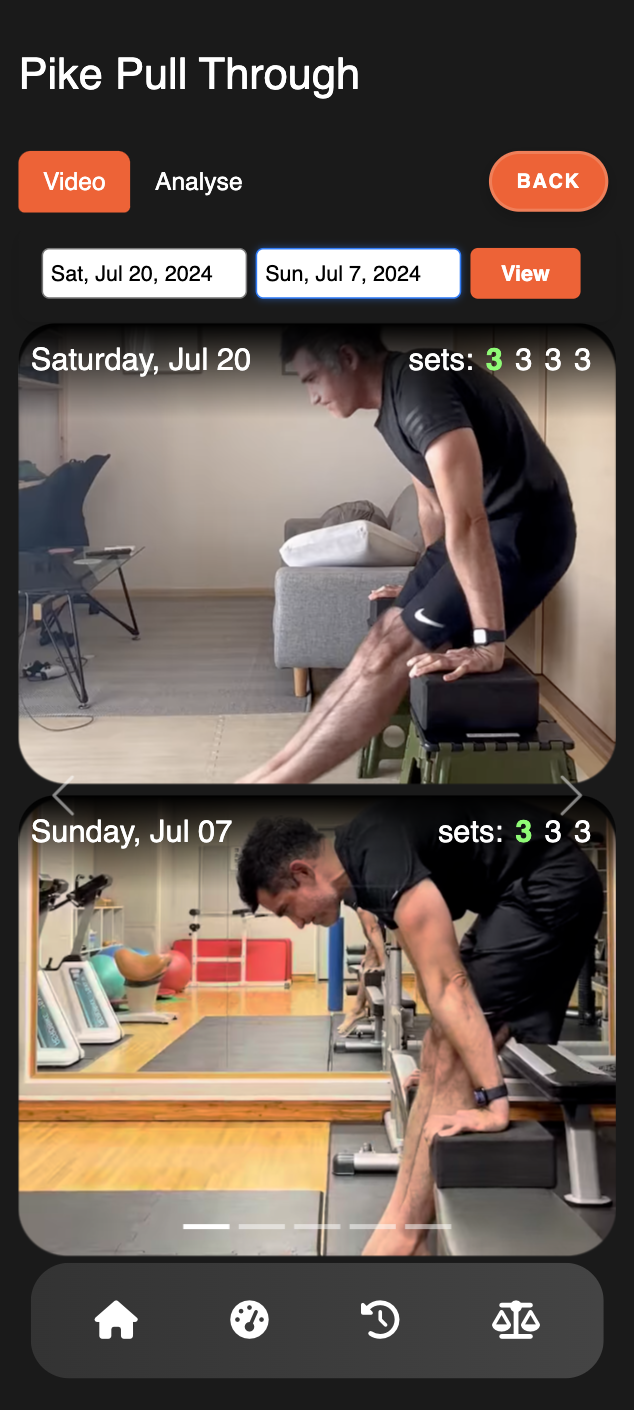 Pike Pull Through
Video Analyse BACK
Sat, Jul 20, 2024 Sun, Jul 7, 2024 View
Saturday, Jul 20 sets: 3 3 3 3
Sunday, Jul 07 sets: 3 3 3